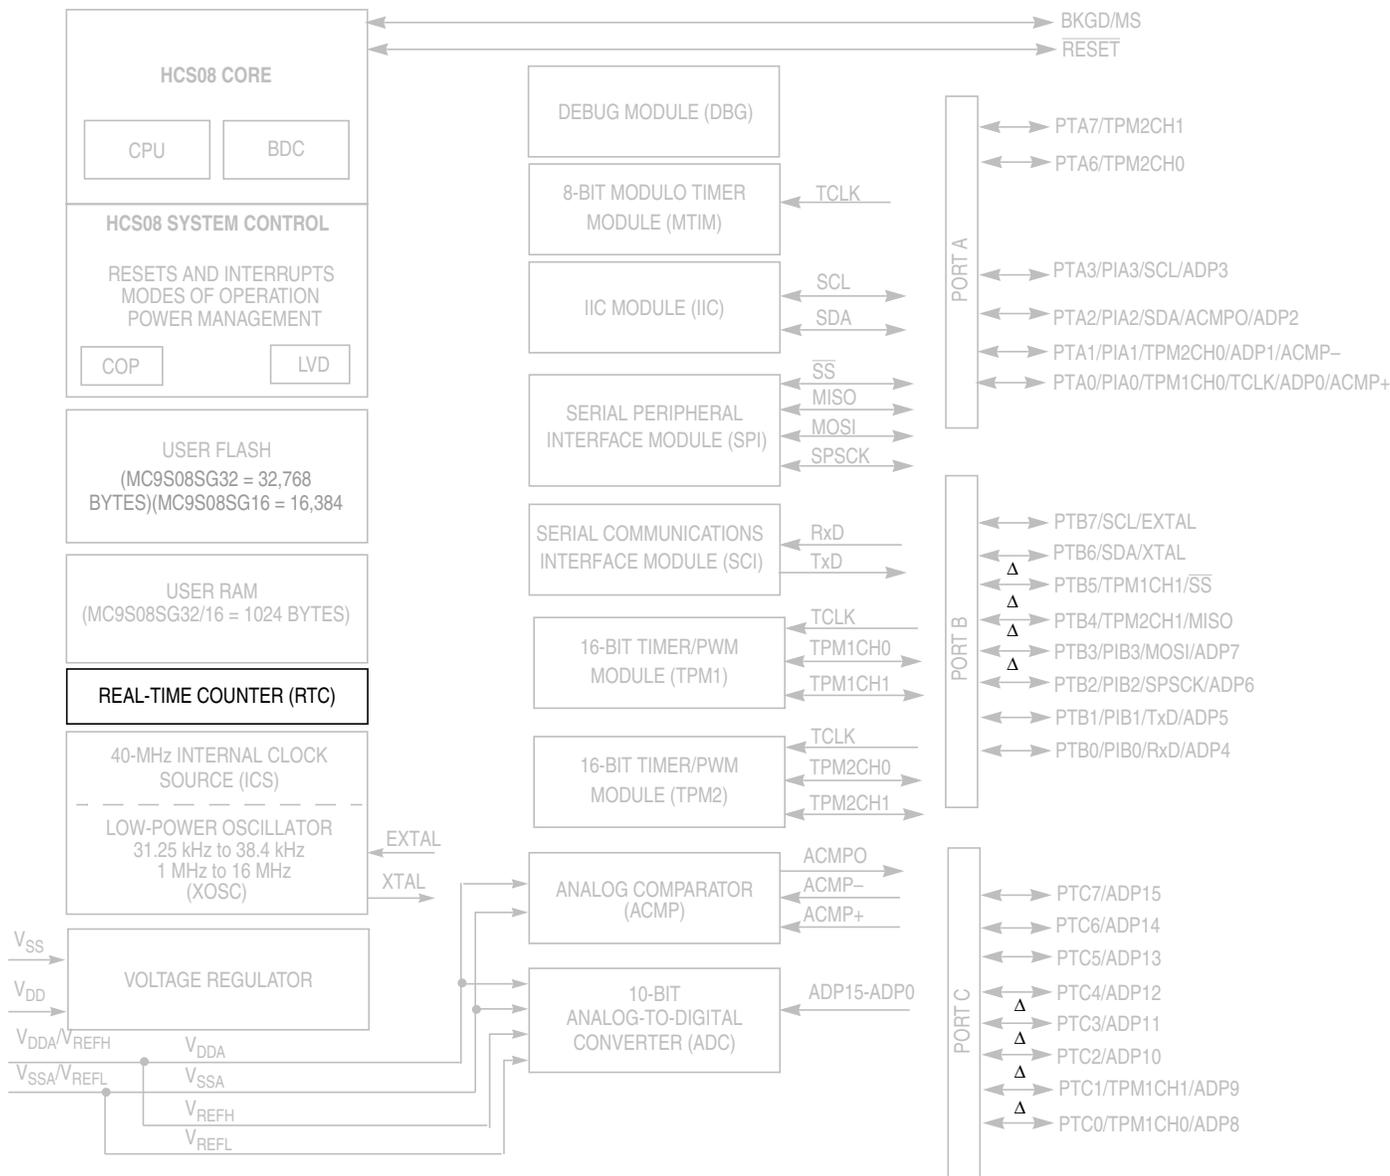 BKGD/MS
RESET
HCS08 CORE
CPU
BDC
HCS08 SYSTEM CONTROL
RESETS AND INTERRUPTS
MODES OF OPERATION
POWER MANAGEMENT
COP
LVD
USER FLASH
(MC9S08SG32 = 32,768
BYTES)(MC9S08SG16 = 16,384
USER RAM
(MC9S08SG32/16 = 1024 BYTES)
REAL-TIME COUNTER (RTC)
40-MHz INTERNAL CLOCK
SOURCE (ICS)
LOW-POWER OSCILLATOR
31.25 kHz to 38.4 kHz
1 MHz to 16 MHz
(XOSC)
EXTAL
XTAL
VSS
VDD
VOLTAGE REGULATOR
VDDA/VREFH
VSSA/VREFL
VDDA
VSSA
VREFH
VREFL
DEBUG MODULE (DBG)
8-BIT MODULO TIMER
MODULE (MTIM)
TCLK
IIC MODULE (IIC)
SCL
SDA
SERIAL PERIPHERAL
INTERFACE MODULE (SPI)
SS
MISO
MOSI
SPSCK
SERIAL COMMUNICATIONS
INTERFACE MODULE (SCI)
RxD
TxD
16-BIT TIMER/PWM
MODULE (TPM1)
TCLK
TPM1CH0
TPM1CH1
16-BIT TIMER/PWM
MODULE (TPM2)
TCLK
TPM2CH0
TPM2CH1
ANALOG COMPARATOR
(ACMP)
ACMPO
ACMP–
ACMP+
10-BIT
ANALOG-TO-DIGITAL
CONVERTER (ADC)
ADP15-ADP0
PORT A
PTA7/TPM2CH1
PTA6/TPM2CH0
PTA3/PIA3/SCL/ADP3
PTA2/PIA2/SDA/ACMPO/ADP2
PTA1/PIA1/TPM2CH0/ADP1/ACMP–
PTA0/PIA0/TPM1CH0/TCLK/ADP0/ACMP+
PORT B
PTB7/SCL/EXTAL
PTB6/SDA/XTAL
Δ
PTB5/TPM1CH1/SS
Δ
PTB4/TPM2CH1/MISO
Δ
PTB3/PIB3/MOSI/ADP7
Δ
PTB2/PIB2/SPSCK/ADP6
PTB1/PIB1/TxD/ADP5
PTB0/PIB0/RxD/ADP4
PORT C
PTC7/ADP15
PTC6/ADP14
PTC5/ADP13
PTC4/ADP12
Δ
PTC3/ADP11
Δ
PTC2/ADP10
Δ
PTC1/TPM1CH1/ADP9
Δ
PTC0/TPM1CH0/ADP8